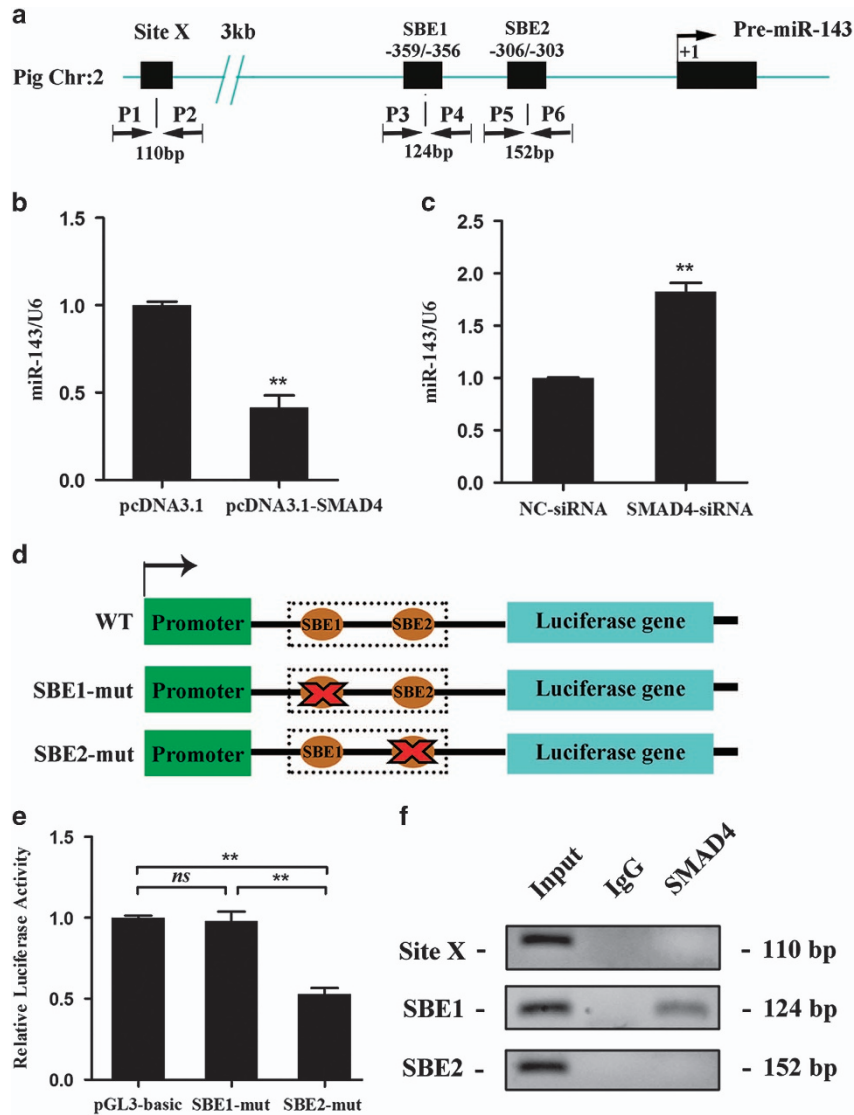 a
Site X 3kb SBE1 SBE2 Pre-miR-143
-359/-356 -306/-303 +1
Pig Chr:2
P1 P2 P3 P4 P5 P6
110bp 124bp 152bp
b
miR-143/U6
1.5
1.0
0.5
0.0
**
pcDNA3.1 pcDNA3.1-SMAD4
c
miR-143/U6
2.5
2.0
1.5
1.0
0.5
0.0
**
NC-siRNA SMAD4-siRNA
d
WT Promoter SBE1 SBE2 Luciferase gene
SBE1-mut Promoter SBE2 Luciferase gene
SBE2-mut Promoter SBE1 Luciferase gene
e
Relative Luciferase Activity
1.5
1.0
0.5
0.0
**
ns **
pGL3-basic SBE1-mut SBE2-mut
f
Input IgG SMAD4
Site X - - 110 bp
SBE1 - - 124 bp
SBE2 - - 152 bp